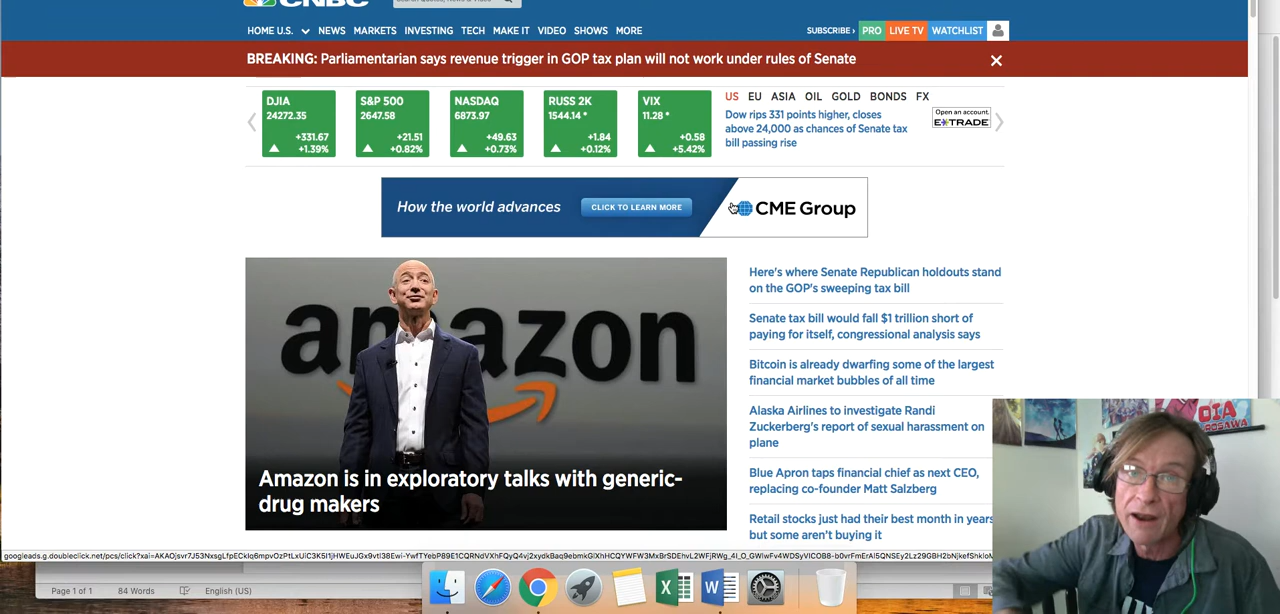 CNBC
HOME U.S. NEWS MARKETS INVESTING TECH MAKE IT VIDEO SHOWS MORE SUBSCRIBE › PRO LIVE TV WATCHLIST
BREAKING: Parliamentarian says revenue trigger in GOP tax plan will not work under rules of Senate
DJIA
24272.35
+331.67
+1.39%
S&P 500
2647.58
+21.51
+0.82%
NASDAQ
6873.97
+49.63
+0.73%
RUSS 2K
1544.14 *
+1.84
+0.12%
VIX
11.28 *
+0.58
+5.42%
US EU ASIA OIL GOLD BONDS FX
Dow rips 331 points higher, closes
above 24,000 as chances of Senate tax
bill passing rise
Open an account.
E*TRADE
How the world advances CLICK TO LEARN MORE CME Group
amazon
Amazon is in exploratory talks with generic-
drug makers
Here's where Senate Republican holdouts stand
on the GOP's sweeping tax bill
Senate tax bill would fall $1 trillion short of
paying for itself, congressional analysis says
Bitcoin is already dwarfing some of the largest
financial market bubbles of all time
Alaska Airlines to investigate Randi
Zuckerberg's report of sexual harassment on
plane
Blue Apron taps financial chief as next CEO,
replacing co-founder Matt Salzberg
Retail stocks just had their best month in years
but some aren't buying it
OIA
Page 1 of 1 84 Words English (US)